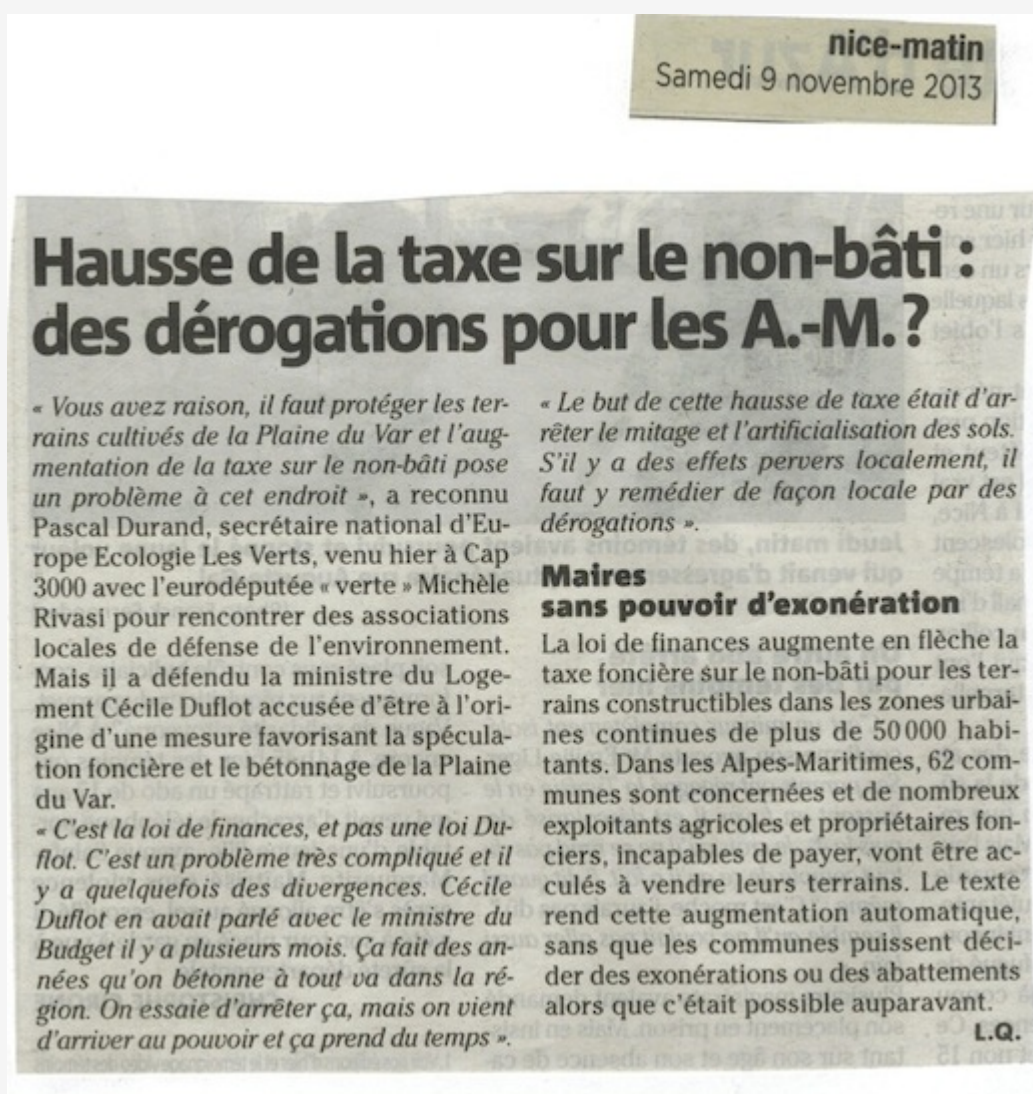 nice-matin
Samedi 9 novembre 2013
Hausse de la taxe sur le non-bâti :
des dérogations pour les A.-M. ?
« Vous avez raison, il faut protéger les ter-
rains cultivés de la Plaine du Var et l'aug-
mentation de la taxe sur le non-bâti pose
un problème à cet endroit », a reconnu
Pascal Durand, secrétaire national d'Eu-
rope Ecologie Les Verts, venu hier à Cap
3000 avec l'eurodéputée « verte » Michèle
Rivasi pour rencontrer des associations
locales de défense de l'environnement.
Mais il a défendu la ministre du Loge-
ment Cécile Duflot accusée d'être à l'ori-
gine d'une mesure favorisant la spécula-
tion foncière et le bétonnage de la Plaine
du Var.
« C'est la loi de finances, et pas une loi Du-
flot. C'est un problème très compliqué et il
y a quelquefois des divergences. Cécile
Duflot en avait parlé avec le ministre du
Budget il y a plusieurs mois. Ça fait des an-
nées qu'on bétonne à tout va dans la ré-
gion. On essaie d'arrêter ça, mais on vient
d'arriver au pouvoir et ça prend du temps ».
« Le but de cette hausse de taxe était d'ar-
rêter le mitage et l'artificialisation des sols.
S'il y a des effets pervers localement, il
faut y remédier de façon locale par des
dérogations ».
Maires
sans pouvoir d'exonération
La loi de finances augmente en flèche la
taxe foncière sur le non-bâti pour les ter-
rains constructibles dans les zones urbai-
nes continues de plus de 50 000 habi-
tants. Dans les Alpes-Maritimes, 62 com-
munes sont concernées et de nombreux
exploitants agricoles et propriétaires fon-
ciers, incapables de payer, vont être ac-
culés à vendre leurs terrains. Le texte
rend cette augmentation automatique,
sans que les communes puissent déci-
der des exonérations ou des abattements
alors que c'était possible auparavant.
L.Q.